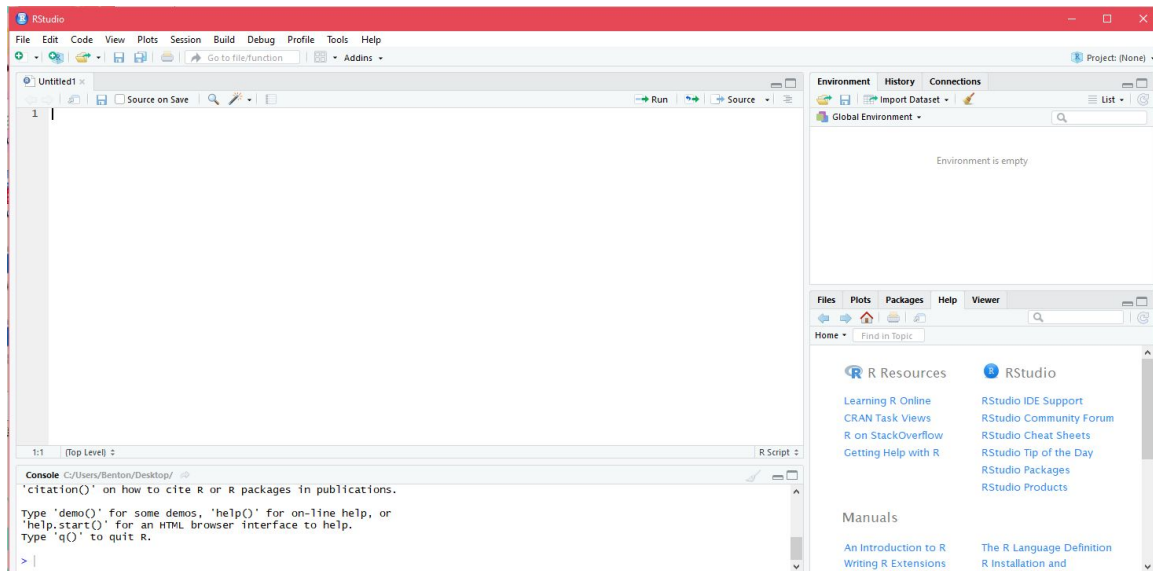 RStudio
File Edit Code View Plots Session Build Debug Profile Tools Help
Go to file/function Addins Project: (None)
Untitled1
Source on Save Run Source
1
1:1 (Top Level) R Script
Console C:/Users/Benton/Desktop/
'citation()' on how to cite R or R packages in publications.
Type 'demo()' for some demos, 'help()' for on-line help, or
'help.start()' for an HTML browser interface to help.
Type 'q()' to quit R.
>
Environment History Connections
Import Dataset List
Global Environment
Environment is empty
Files Plots Packages Help Viewer
Home Find in Topic
R Resources
Learning R Online
CRAN Task Views
R on StackOverflow
Getting Help with R
RStudio
RStudio IDE Support
RStudio Community Forum
RStudio Cheat Sheets
RStudio Tip of the Day
RStudio Packages
RStudio Products
Manuals
An Introduction to R
Writing R Extensions
The R Language Definition
R Installation and